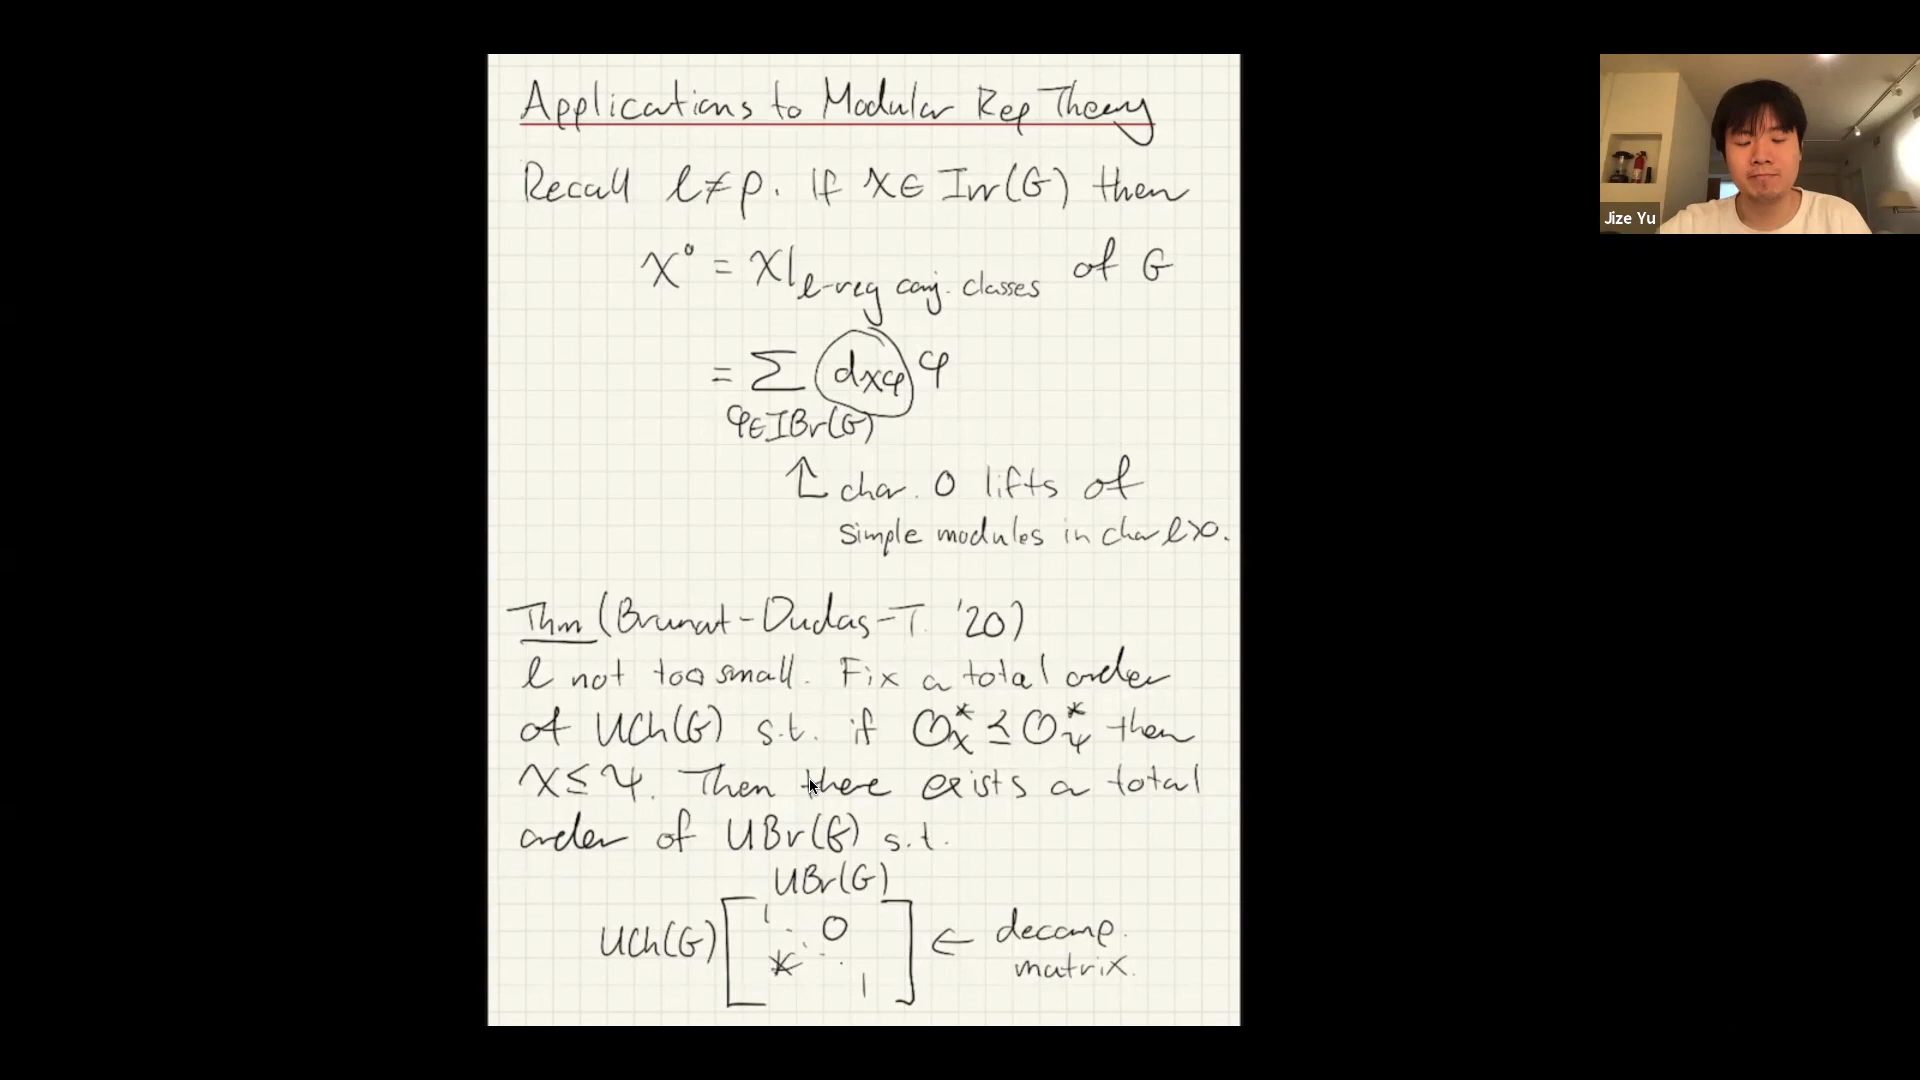 Applications to Modular Rep Theory
Recall ℓ≠p. If χ∈Irr(G) then
χ° = χ|ℓ-reg conj. classes of G
= Σ dχφ φ
φ∈IBr(G)
↑ char. 0 lifts of
simple modules in char ℓ>0.
Thm (Brunat-Dudas-T. '20)
ℓ not too small. Fix a total order
of UCh(G) s.t. if O*χ ⪯ O*ψ then
χ ≤ ψ. Then there exists a total
order of UBr(G) s.t.
UBr(G)
UCh(G) [ 1 ⋱ 0 * ⋱ 1 ] ← decomp.
matrix.
Jize Yu